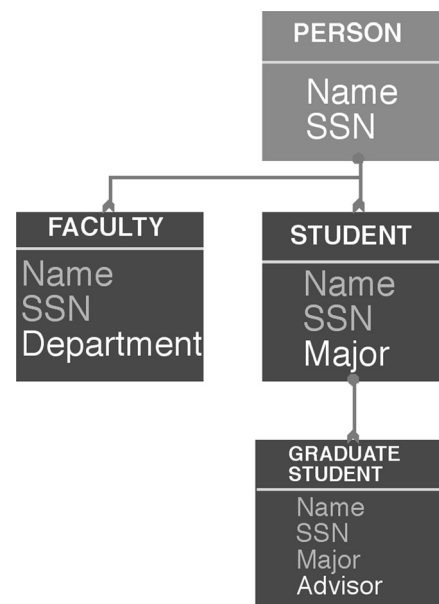 PERSON
Name
SSN
FACULTY
Name
SSN
Department
STUDENT
Name
SSN
Major
GRADUATE
STUDENT
Name
SSN
Major
Advisor